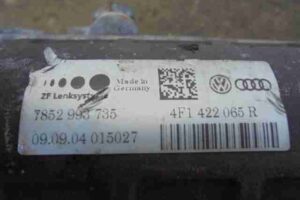 Made in
Germany
ZF Lenksysteme
7852 993 735
4F1 422 065 R
09.09.04 015027